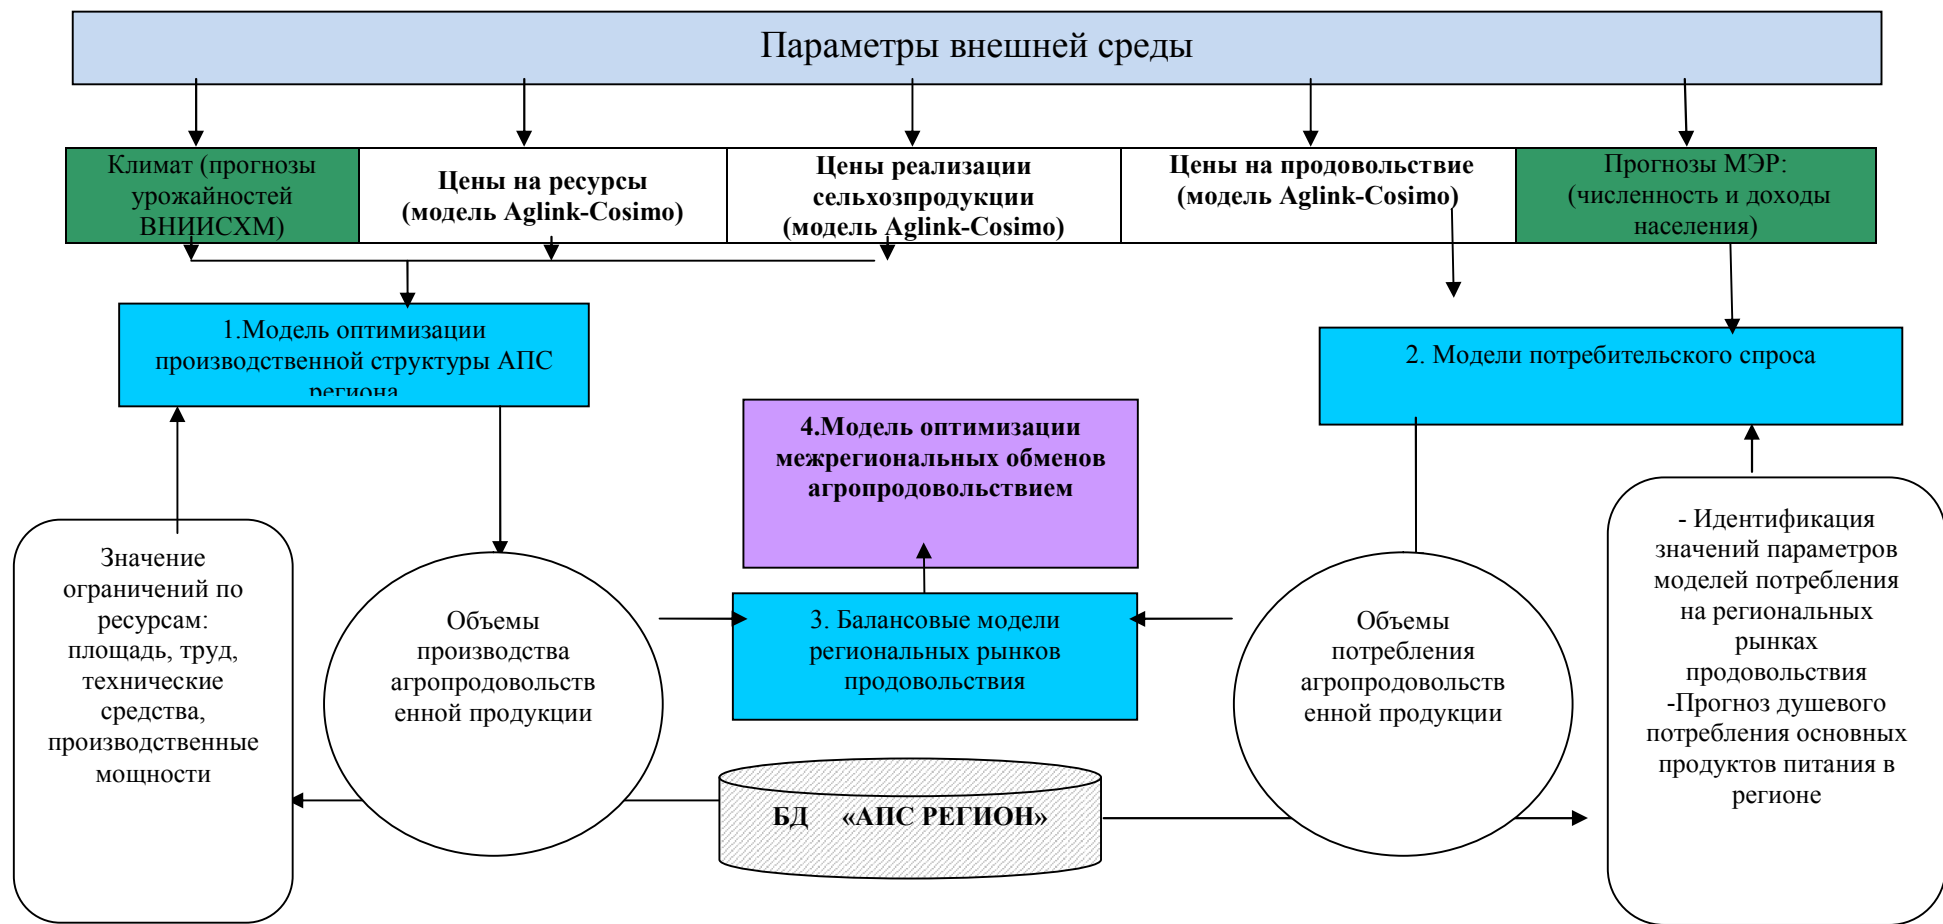 Параметры внешней среды
Климат (прогнозы
урожайностей
ВНИИСХМ)
Цены на ресурсы
(модель Aglink-Cosimo)
Цены реализации
сельхозпродукции
(модель Aglink-Cosimo)
Цены на продовольствие
(модель Aglink-Cosimo)
Прогнозы МЭР:
(численность и доходы
населения)
1.Модель оптимизации
производственной структуры АПС
региона
2. Модели потребительского спроса
4.Модель оптимизации
межрегиональных обменов
агропродовольствием
Значение
ограничений по
ресурсам:
площадь, труд,
технические
средства,
производственные
мощности
Объемы
производства
агропродовольств
енной продукции
3. Балансовые модели
региональных рынков
продовольствия
Объемы
потребления
агропродовольств
енной продукции
- Идентификация
значений параметров
моделей потребления
на региональных
рынках
продовольствия
-Прогноз душевого
потребления основных
продуктов питания в
регионе
БД «АПС РЕГИОН»